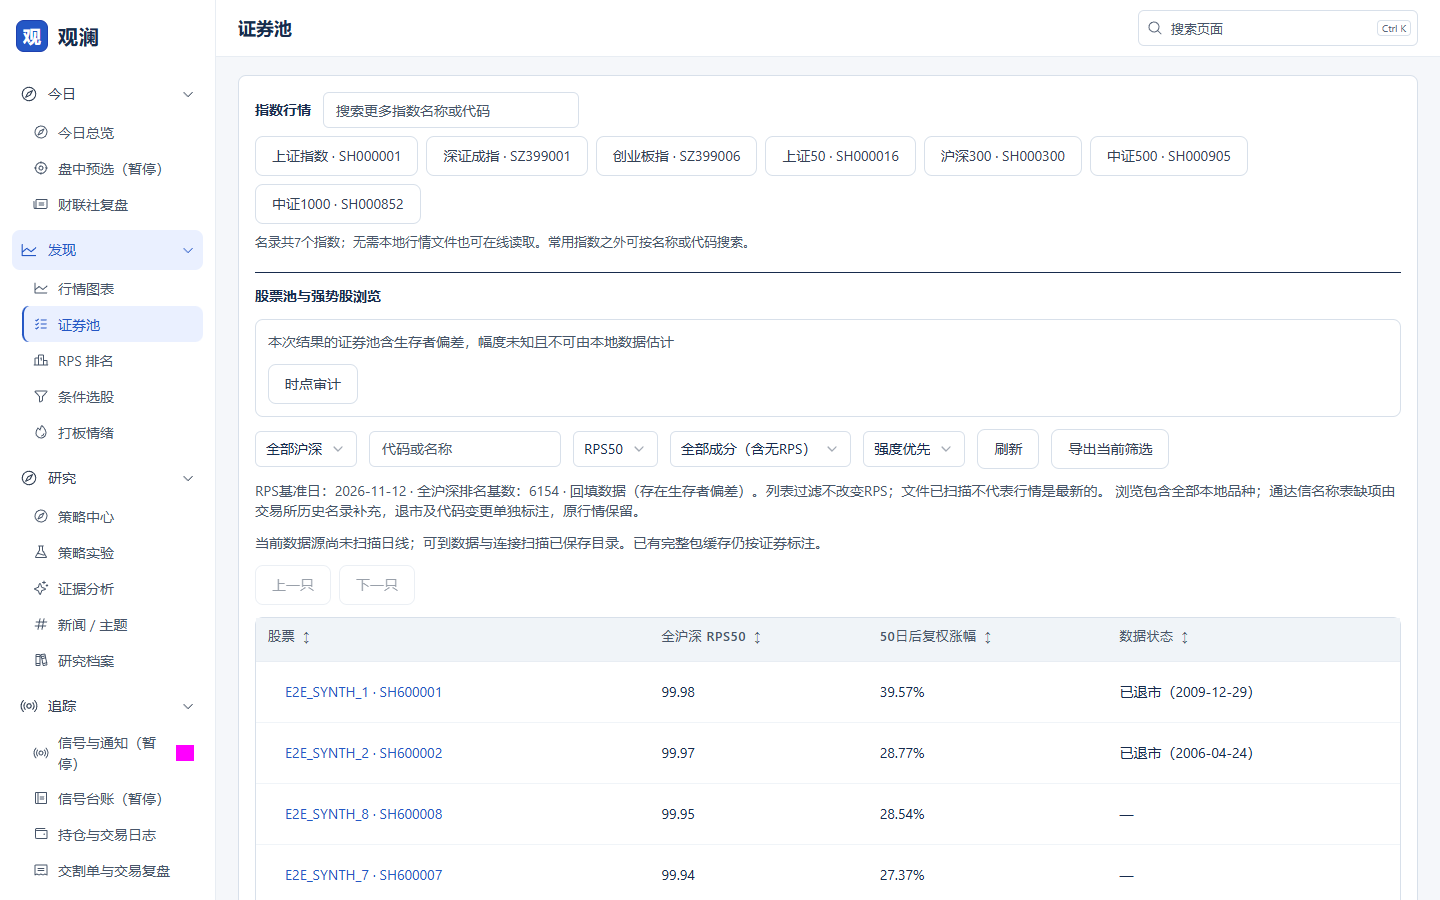 观 观澜
证券池
搜索页面
Ctrl K
今日
今日总览
盘中预选（暂停）
财联社复盘
发现
行情图表
证券池
RPS 排名
条件选股
打板情绪
研究
策略中心
策略实验
证据分析
新闻 / 主题
研究档案
追踪
信号与通知（暂
停）
信号台账（暂停）
持仓与交易日志
交割单与交易复盘
指数行情
搜索更多指数名称或代码
上证指数 · SH000001
深证成指 · SZ399001
创业板指 · SZ399006
上证50 · SH000016
沪深300 · SH000300
中证500 · SH000905
中证1000 · SH000852
名录共7个指数；无需本地行情文件也可在线读取。常用指数之外可按名称或代码搜索。
股票池与强势股浏览
本次结果的证券池含生存者偏差，幅度未知且不可由本地数据估计
时点审计
全部沪深
代码或名称
RPS50
全部成分（含无RPS）
强度优先
刷新
导出当前筛选
RPS基准日：2026-11-12 · 全沪深排名基数：6154 · 回填数据（存在生存者偏差）。列表过滤不改变RPS；文件已扫描不代表行情是最新的。 浏览包含全部本地品种；通达信名称表缺项由
交易所历史名录补充，退市及代码变更单独标注，原行情保留。
当前数据源尚未扫描日线；可到数据与连接扫描已保存目录。已有完整包缓存仍按证券标注。
上一只
下一只
股票 全沪深 RPS50 50日后复权涨幅 数据状态
E2E_SYNTH_1 · SH600001 99.98 39.57% 已退市（2009-12-29）
E2E_SYNTH_2 · SH600002 99.97 28.77% 已退市（2006-04-24）
E2E_SYNTH_8 · SH600008 99.95 28.54% —
E2E_SYNTH_7 · SH600007 99.94 27.37% —